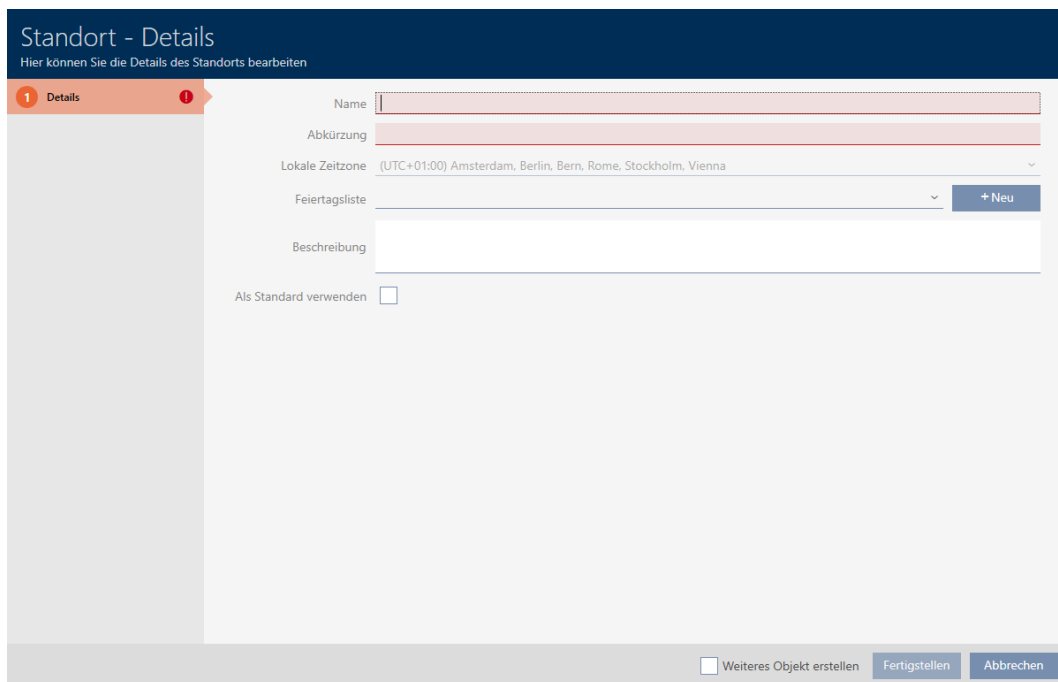 Standort - Details
Hier können Sie die Details des Standorts bearbeiten
1 Details !
Name
Abkürzung
Lokale Zeitzone (UTC+01:00) Amsterdam, Berlin, Bern, Rome, Stockholm, Vienna
Feiertagsliste + Neu
Beschreibung
Als Standard verwenden
Weiteres Objekt erstellen Fertigstellen Abbrechen